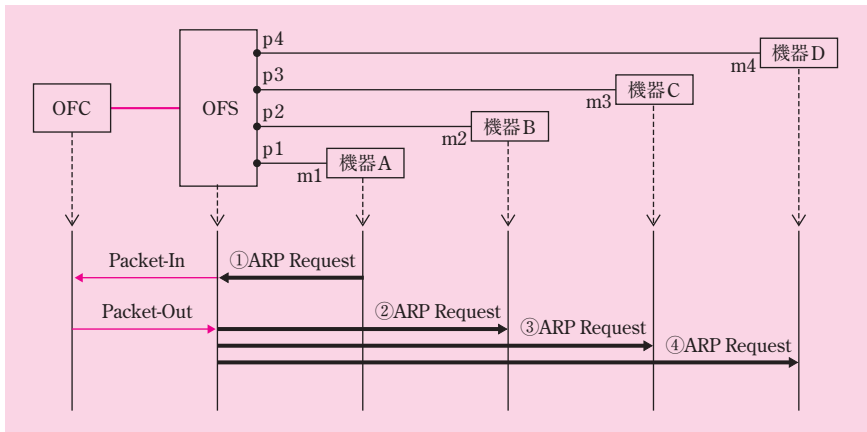 p4
機器D
m4
p3
機器C
m3
OFC
OFS
p2
機器B
m2
p1
機器A
m1
Packet-In
①ARP Request
Packet-Out
②ARP Request
③ARP Request
④ARP Request